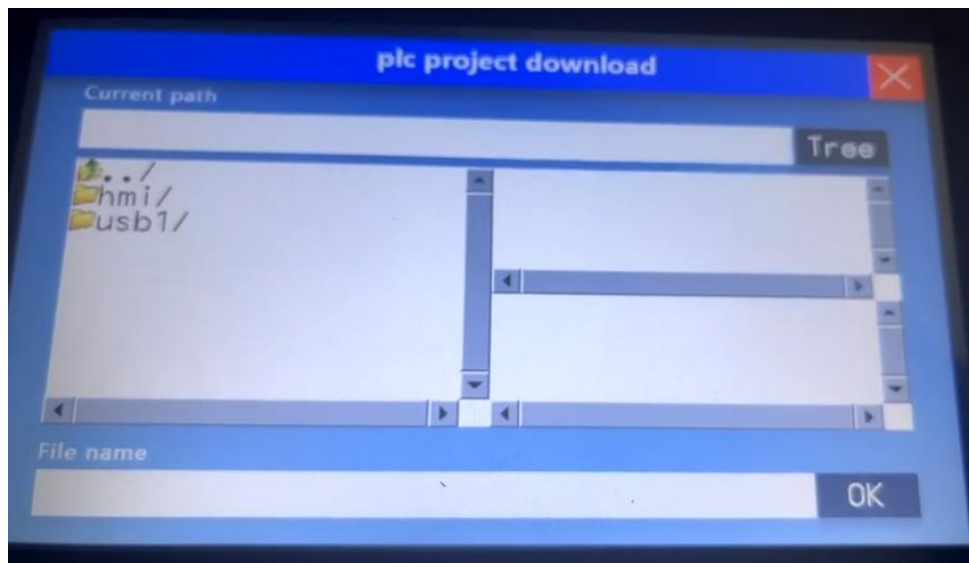 plc project download
Current path
Tree
../
hmi/
usb1/
File name
OK